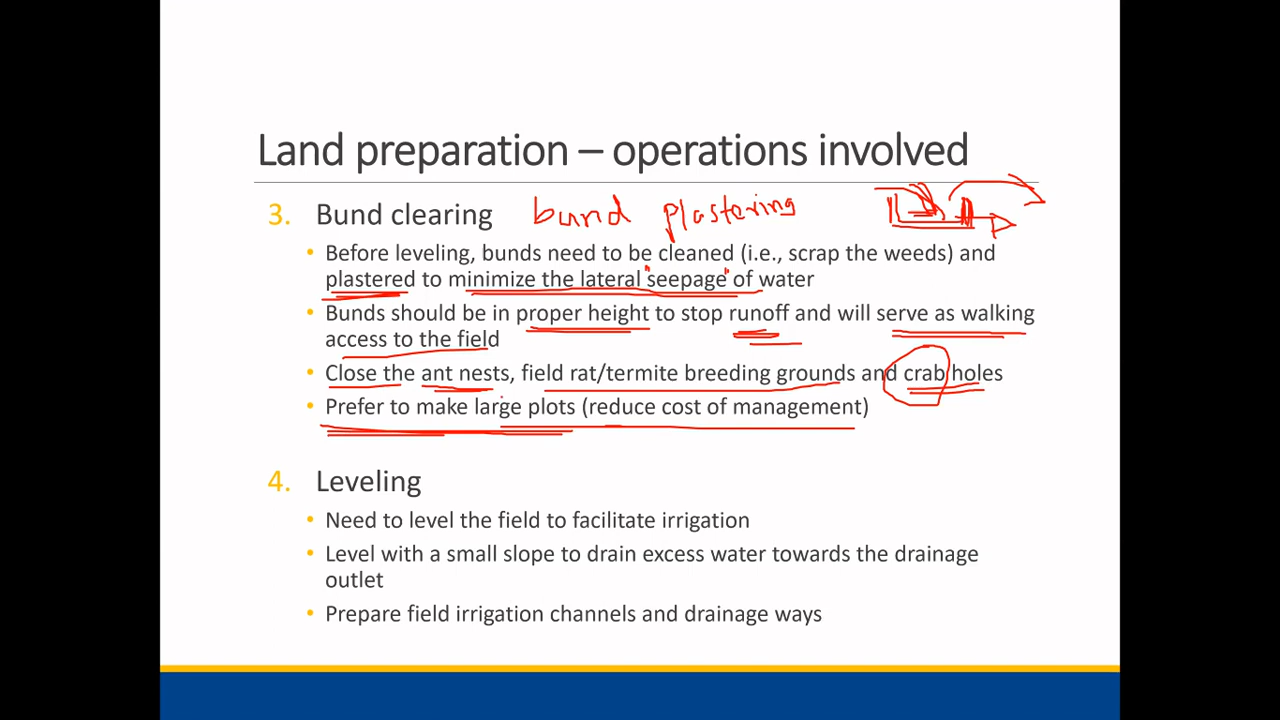 Land preparation – operations involved
3. Bund clearing bund plastering
• Before leveling, bunds need to be cleaned (i.e., scrap the weeds) and
plastered to minimize the lateral "seepage" of water
• Bunds should be in proper height to stop runoff and will serve as walking
access to the field
• Close the ant nests, field rat/termite breeding grounds and crab holes
• Prefer to make large plots (reduce cost of management)
4. Leveling
• Need to level the field to facilitate irrigation
• Level with a small slope to drain excess water towards the drainage
outlet
• Prepare field irrigation channels and drainage ways